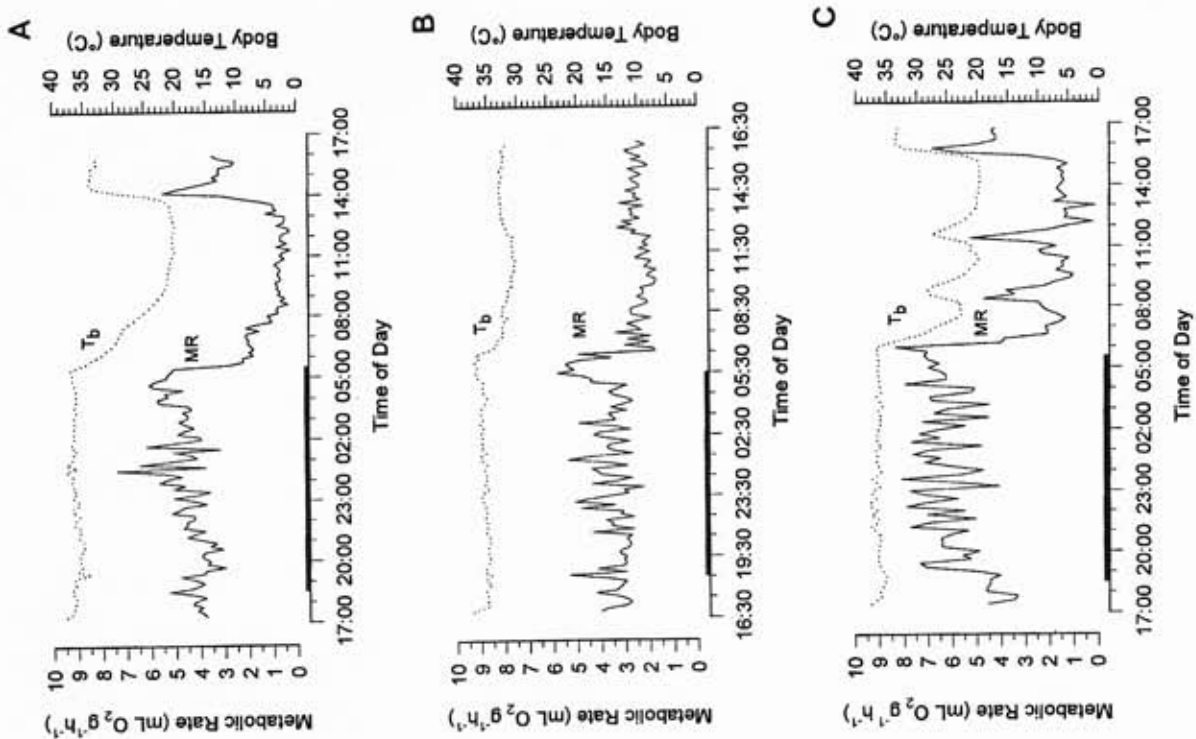 A
Metabolic Rate (mL O₂ g⁻¹h⁻¹)
10
9
8
7
6
5
4
3
2
1
0
T_b
MR
40
35
30
25
20
15
10
5
0
Body Temperature
(°C)
17:00 20:00 23:00 02:00 05:00 08:00 11:00 14:00 17:00
Time of Day
B
Metabolic Rate (mL O₂ g⁻¹h⁻¹)
10
9
8
7
6
5
4
3
2
1
0
T_b
MR
40
35
30
25
20
15
10
5
0
Body Temperature
(°C)
16:30 19:30 23:30 02:30 05:30 08:30 11:30 14:30 16:30
Time of Day
C
Metabolic Rate (mL O₂ g⁻¹h⁻¹)
10
9
8
7
6
5
4
3
2
1
0
T_b
MR
40
35
30
25
20
15
10
5
0
Body Temperature
(°C)
17:00 20:00 23:00 02:00 05:00 08:00 11:00 14:00 17:00
Time of Day